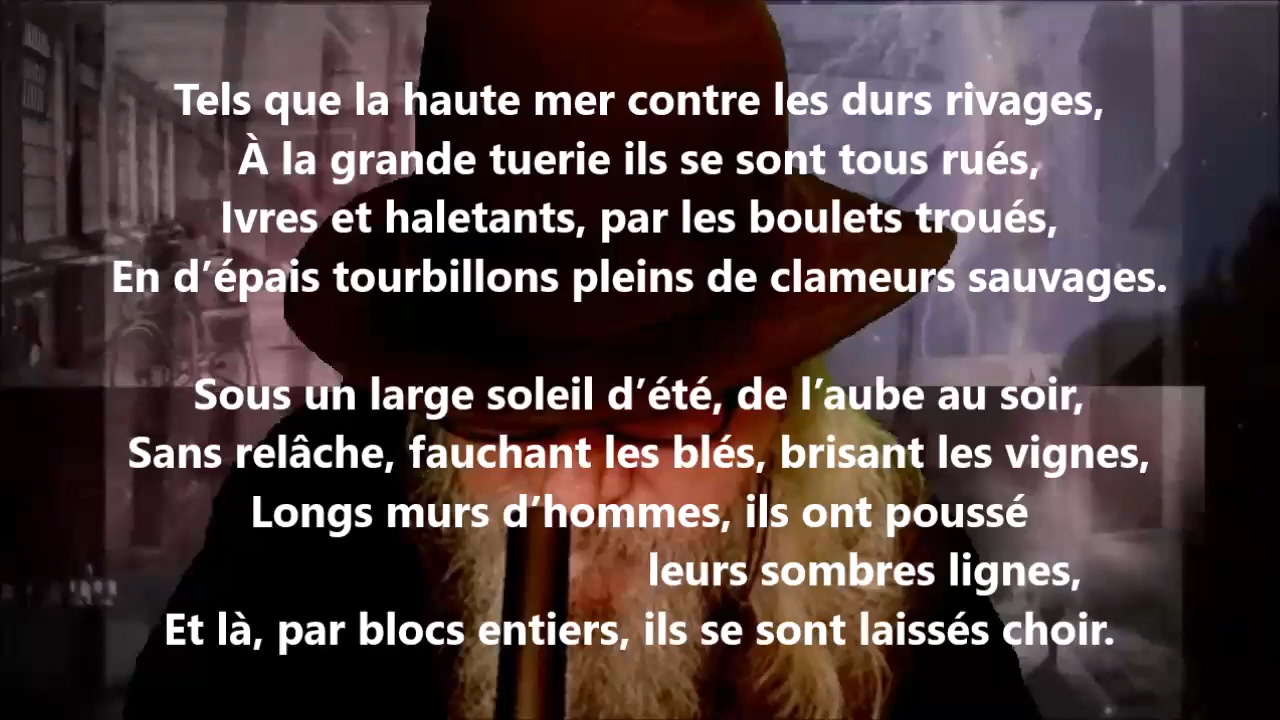 Tels que la haute mer contre les durs rivages,
À la grande tuerie ils se sont tous rués,
Ivres et haletants, par les boulets troués,
En d’épais tourbillons pleins de clameurs sauvages.
Sous un large soleil d’été, de l’aube au soir,
Sans relâche, fauchant les blés, brisant les vignes,
Longs murs d’hommes, ils ont poussé
leurs sombres lignes,
Et là, par blocs entiers, ils se sont laissés choir.